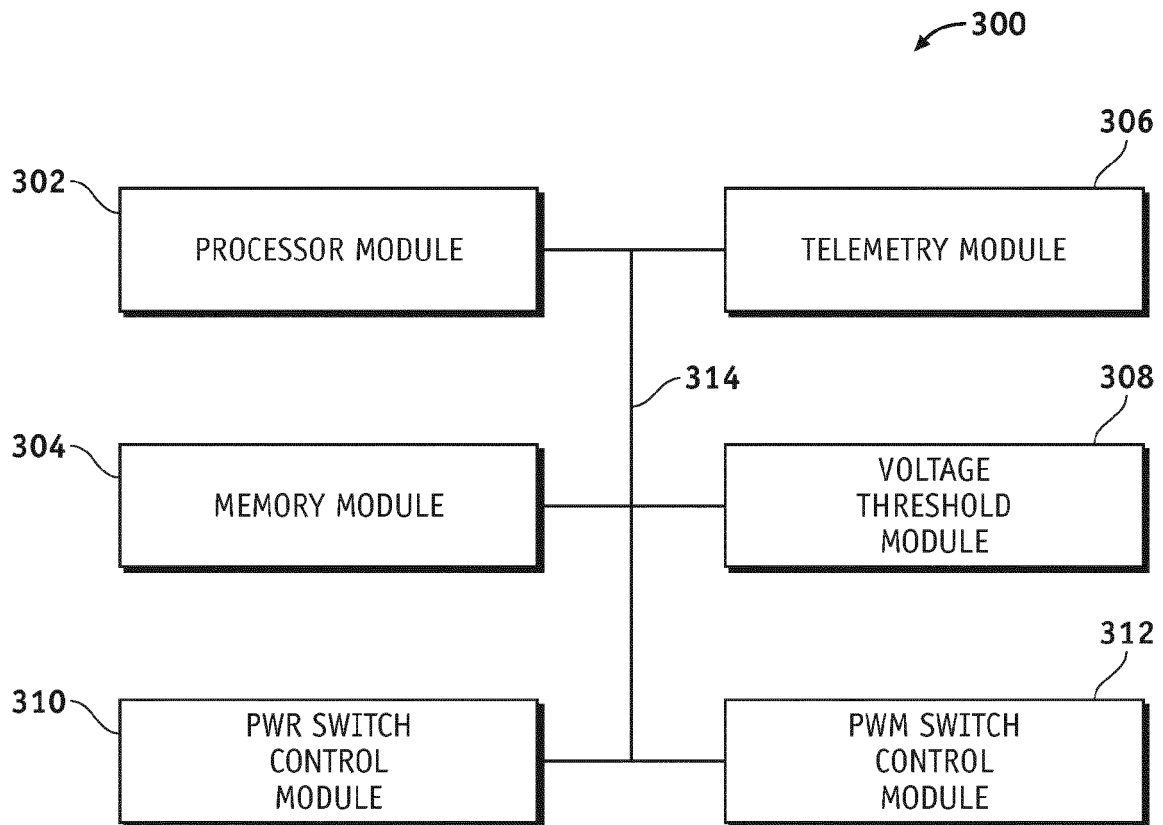 300
306
302
PROCESSOR MODULE
TELEMETRY MODULE
314
308
304
MEMORY MODULE
VOLTAGE
THRESHOLD
MODULE
312
310
PWR SWITCH
CONTROL
MODULE
PWM SWITCH
CONTROL
MODULE